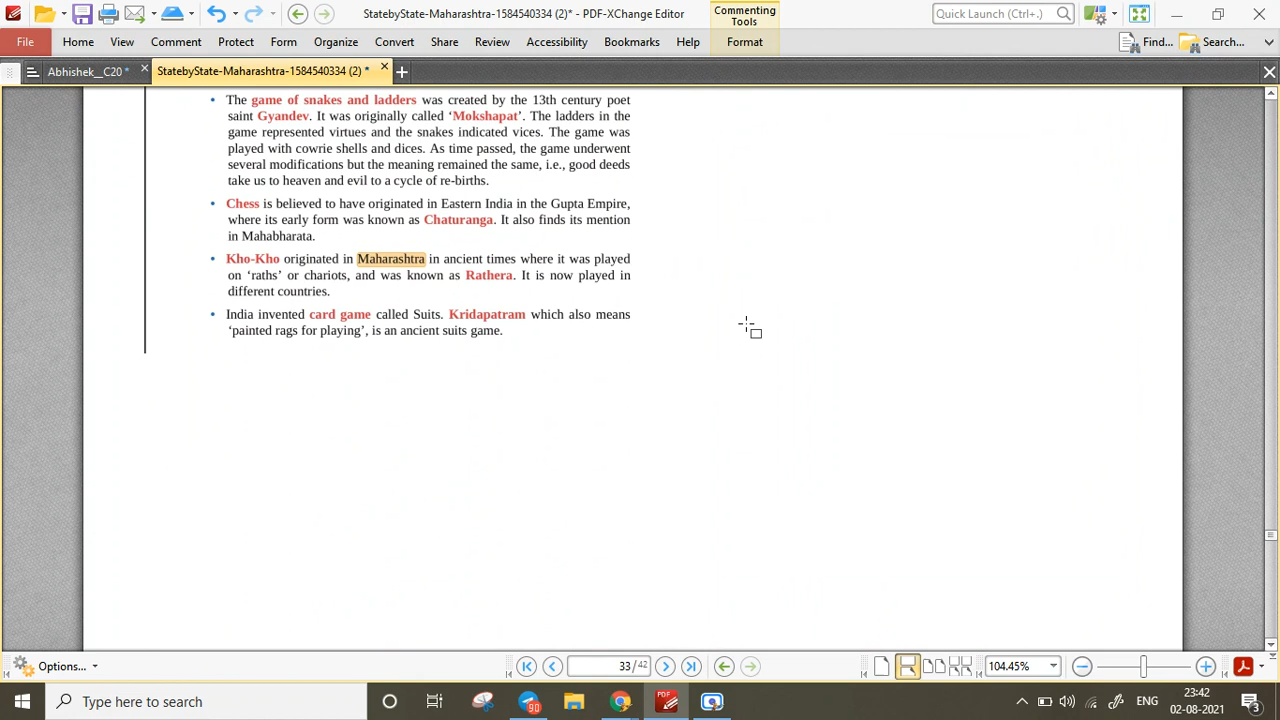 StatebyState-Maharashtra-1584540334 (2)* - PDF-XChange Editor
Commenting Tools
Quick Launch (Ctrl+.)
File Home View Comment Protect Form Organize Convert Share Review Accessibility Bookmarks Help Format Find... Search...
Abhishek__C20 * StatebyState-Maharashtra-1584540334 (2) *
• The game of snakes and ladders was created by the 13th century poet
saint Gyandev. It was originally called ‘Mokshapat’. The ladders in the
game represented virtues and the snakes indicated vices. The game was
played with cowrie shells and dices. As time passed, the game underwent
several modifications but the meaning remained the same, i.e., good deeds
take us to heaven and evil to a cycle of re-births.
• Chess is believed to have originated in Eastern India in the Gupta Empire,
where its early form was known as Chaturanga. It also finds its mention
in Mahabharata.
• Kho-Kho originated in Maharashtra in ancient times where it was played
on ‘raths’ or chariots, and was known as Rathera. It is now played in
different countries.
• India invented card game called Suits. Kridapatram which also means
‘painted rags for playing’, is an ancient suits game.
Options... 33 / 42 104.45%
Type here to search 90 PDF ENG 23:42
02-08-2021 3